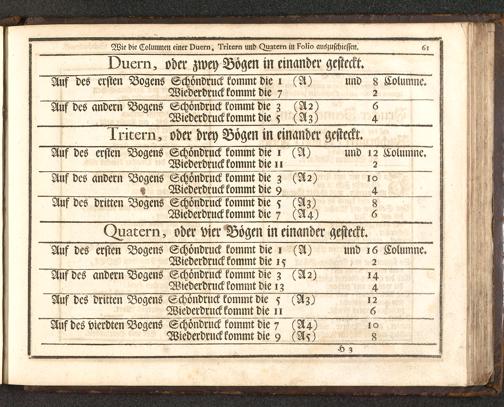 Wie die Columnen einer Duern, Tritern und Quatern in Folio auszuschiessen. 61
Duern, oder zwey Bögen in einander gesteckt.
Auf des ersten Bogens Schöndruck kommt die 1 (A) und 8 Columne.
Wiederdruck kommt die 7 2
Auf des andern Bogens Schöndruck kommt die 3 (A2) 6
Wiederdruck kommt die 5 (A3) 4
Tritern, oder drey Bögen in einander gesteckt.
Auf des ersten Bogens Schöndruck kommt die 1 (A) und 12 Columne.
Wiederdruck kommt die 11 2
Auf des andern Bogens Schöndruck kommt die 3 (A2) 10
Wiederdruck kommt die 9 4
Auf des dritten Bogens Schöndruck kommt die 5 (A3) 8
Wiederdruck kommt die 7 (A4) 6
Quatern, oder vier Bögen in einander gesteckt.
Auf des ersten Bogens Schöndruck kommt die 1 (A) und 16 Columne.
Wiederdruck kommt die 15 2
Auf des andern Bogens Schöndruck kommt die 3 (A2) 14
Wiederdruck kommt die 13 4
Auf des dritten Bogens Schöndruck kommt die 5 (A3) 12
Wiederdruck kommt die 11 6
Auf des vierdten Bogens Schöndruck kommt die 7 (A4) 10
Wiederdruck kommt die 9 (A5) 8
H 3